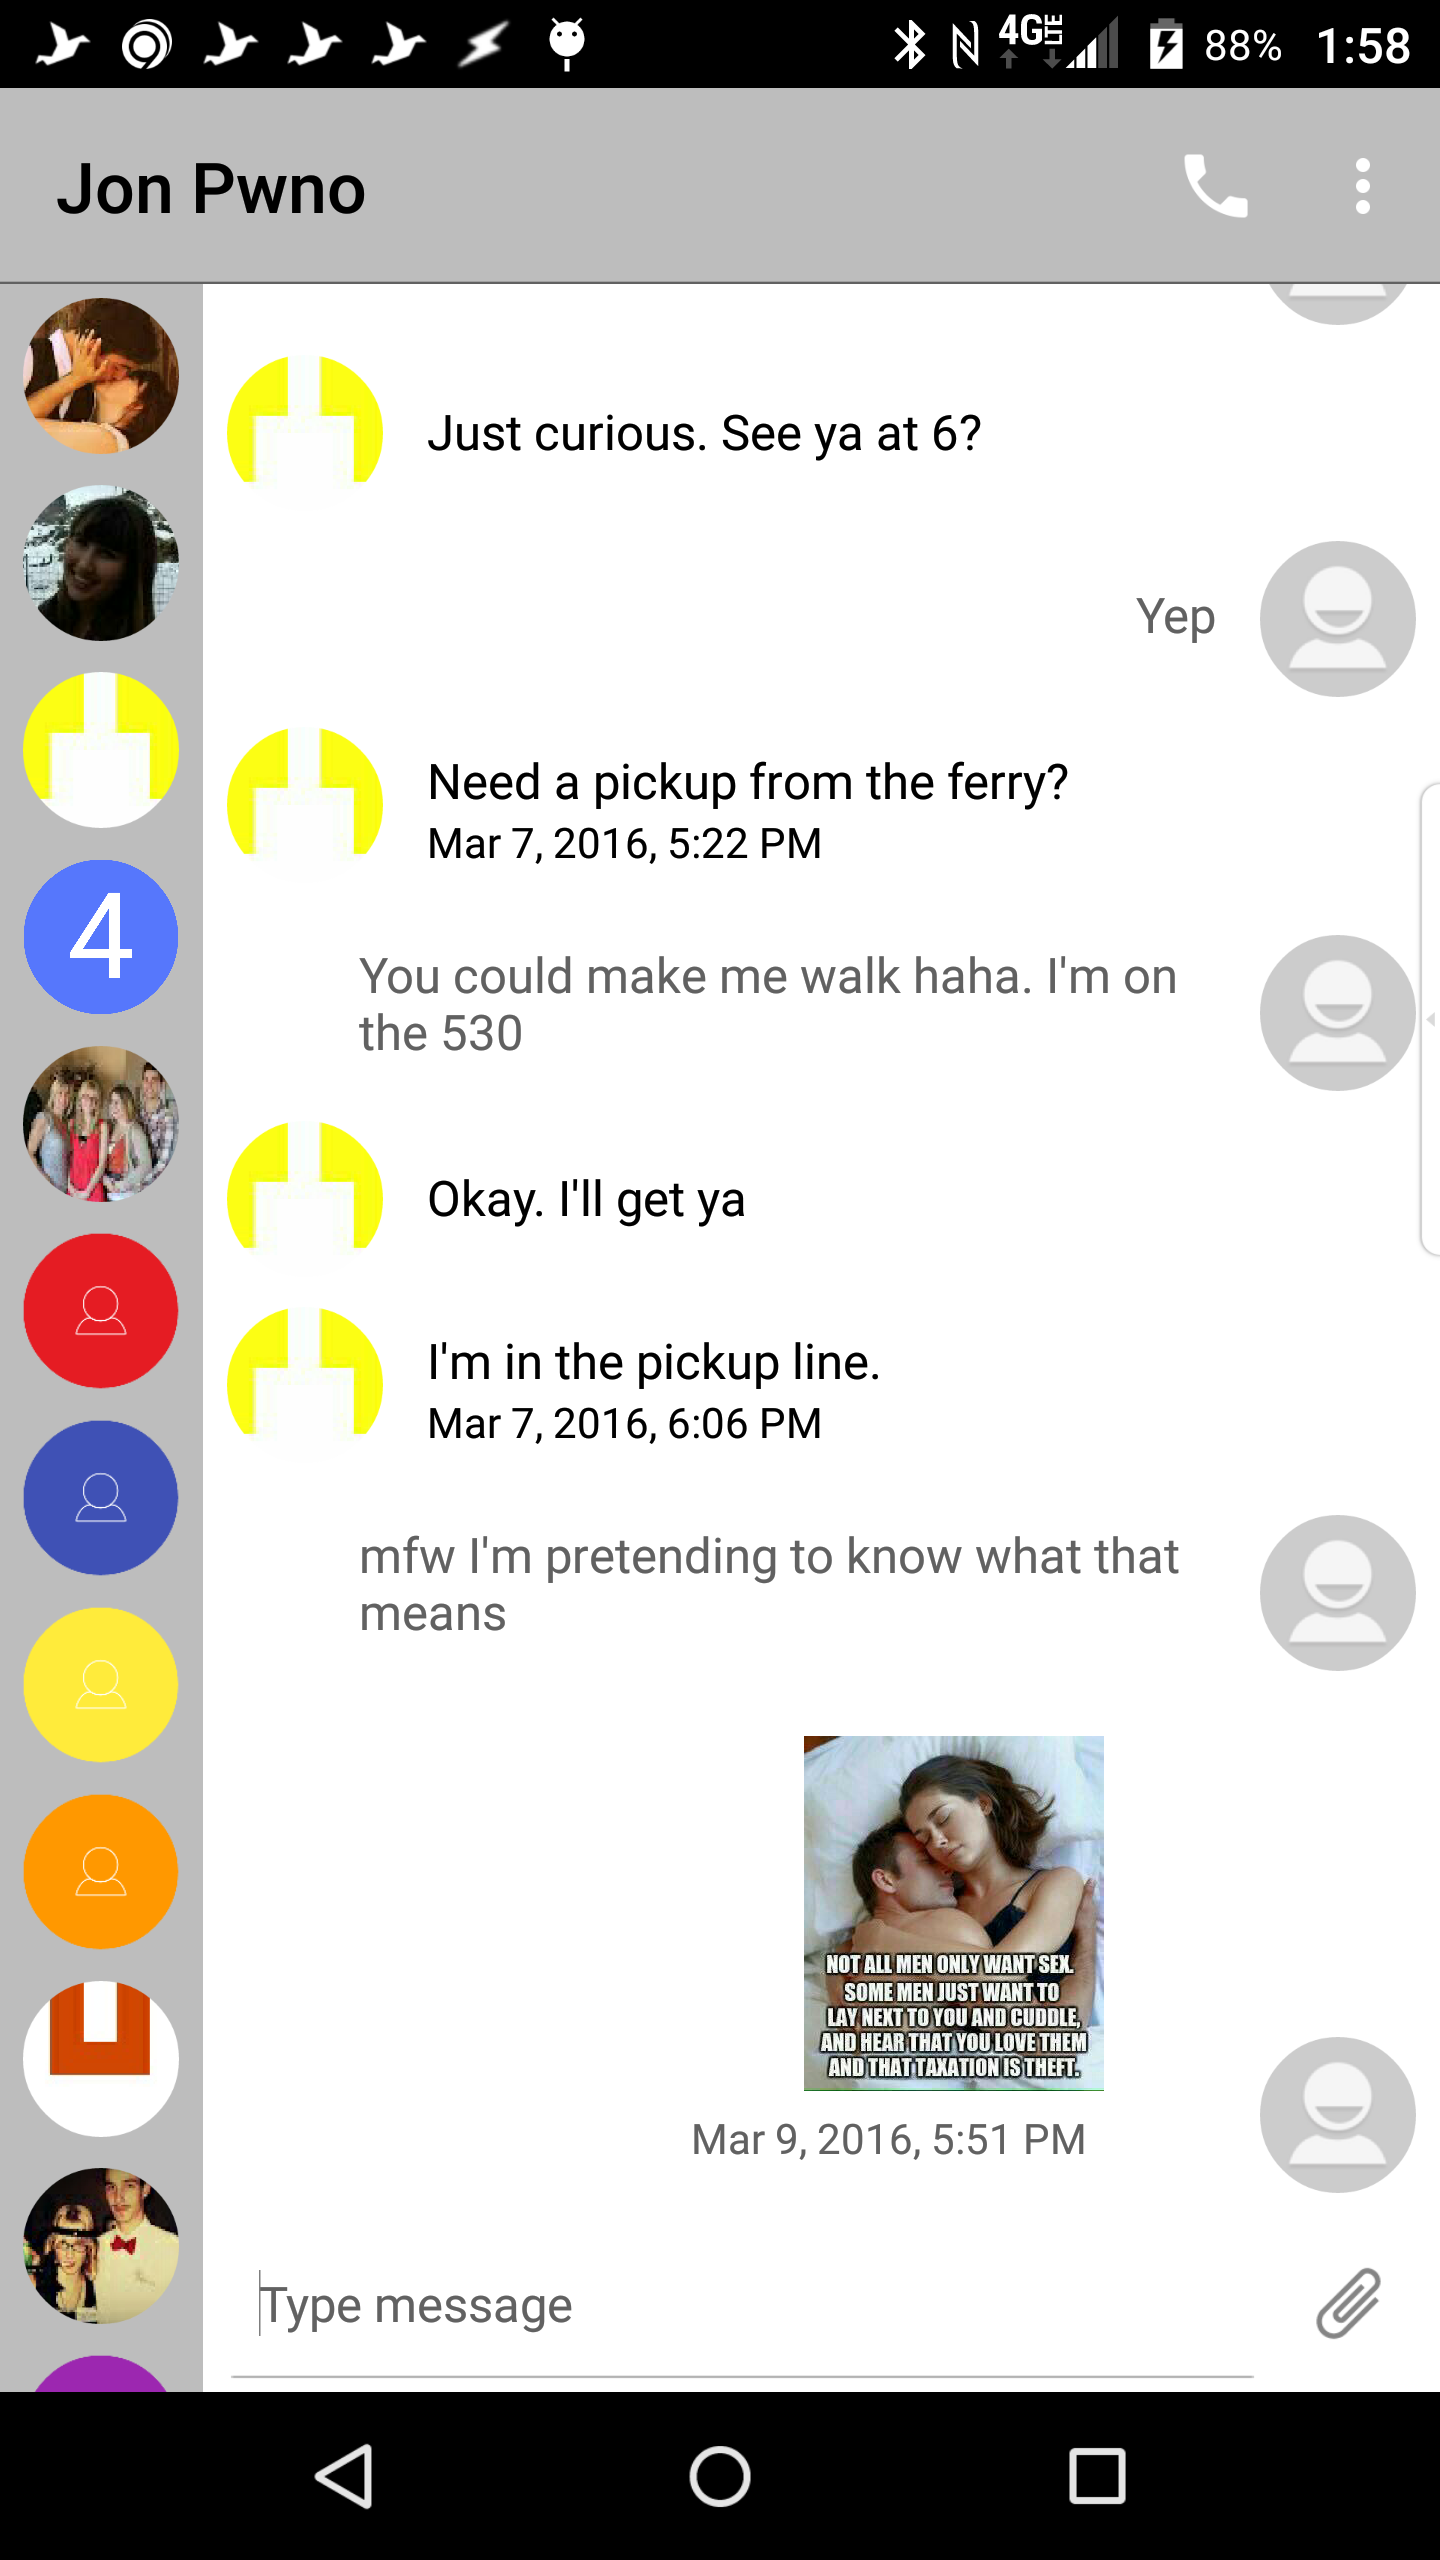 4G LTE 88% 1:58
Jon Pwno
Just curious. See ya at 6?
Yep
Need a pickup from the ferry?
Mar 7, 2016, 5:22 PM
4
You could make me walk haha. I'm on
the 530
Okay. I'll get ya
I'm in the pickup line.
Mar 7, 2016, 6:06 PM
mfw I'm pretending to know what that
means
NOT ALL MEN ONLY WANT SEX.
SOME MEN JUST WANT TO
LAY NEXT TO YOU AND CUDDLE,
AND HEAR THAT YOU LOVE THEM
AND THAT TAXATION IS THEFT.
Mar 9, 2016, 5:51 PM
Type message